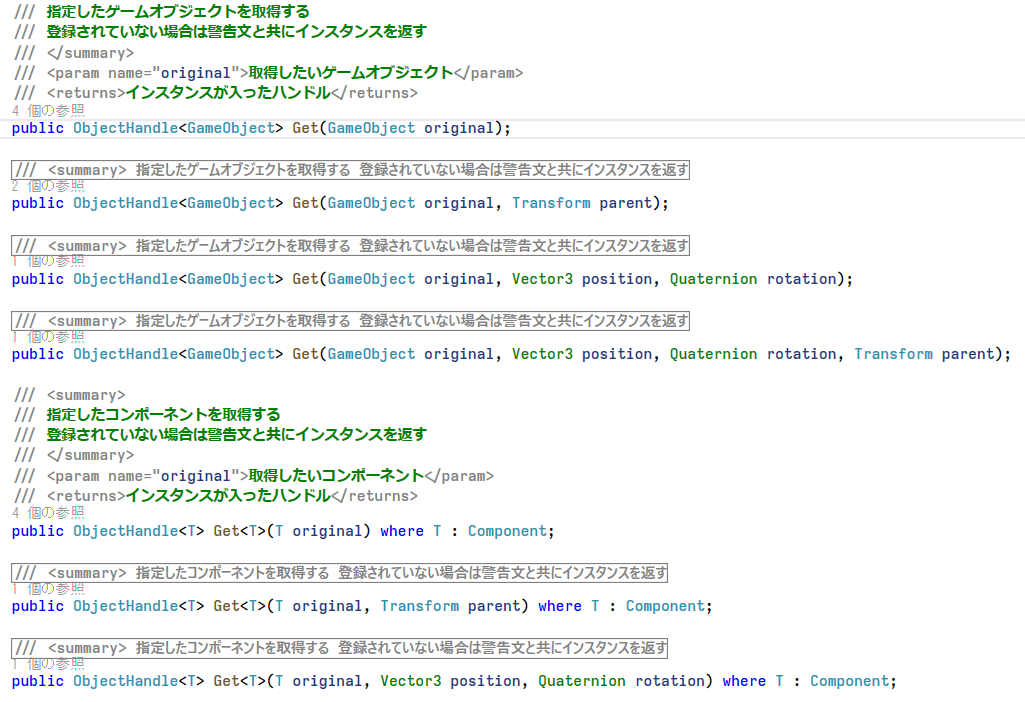 /// 指定したゲームオブジェクトを取得する
/// 登録されていない場合は警告文と共にインスタンスを返す
/// </summary>
/// <param name="original">取得したいゲームオブジェクト</param>
/// <returns>インスタンスが入ったハンドル</returns>
4 個の参照
public ObjectHandle<GameObject> Get(GameObject original);
/// <summary> 指定したゲームオブジェクトを取得する 登録されていない場合は警告文と共にインスタンスを返す
2 個の参照
public ObjectHandle<GameObject> Get(GameObject original, Transform parent);
/// <summary> 指定したゲームオブジェクトを取得する 登録されていない場合は警告文と共にインスタンスを返す
1 個の参照
public ObjectHandle<GameObject> Get(GameObject original, Vector3 position, Quaternion rotation);
/// <summary> 指定したゲームオブジェクトを取得する 登録されていない場合は警告文と共にインスタンスを返す
1 個の参照
public ObjectHandle<GameObject> Get(GameObject original, Vector3 position, Quaternion rotation, Transform parent);
/// <summary>
/// 指定したコンポーネントを取得する
/// 登録されていない場合は警告文と共にインスタンスを返す
/// </summary>
/// <param name="original">取得したいコンポーネント</param>
/// <returns>インスタンスが入ったハンドル</returns>
4 個の参照
public ObjectHandle<T> Get<T>(T original) where T : Component;
/// <summary> 指定したコンポーネントを取得する 登録されていない場合は警告文と共にインスタンスを返す
1 個の参照
public ObjectHandle<T> Get<T>(T original, Transform parent) where T : Component;
/// <summary> 指定したコンポーネントを取得する 登録されていない場合は警告文と共にインスタンスを返す
1 個の参照
public ObjectHandle<T> Get<T>(T original, Vector3 position, Quaternion rotation) where T : Component;